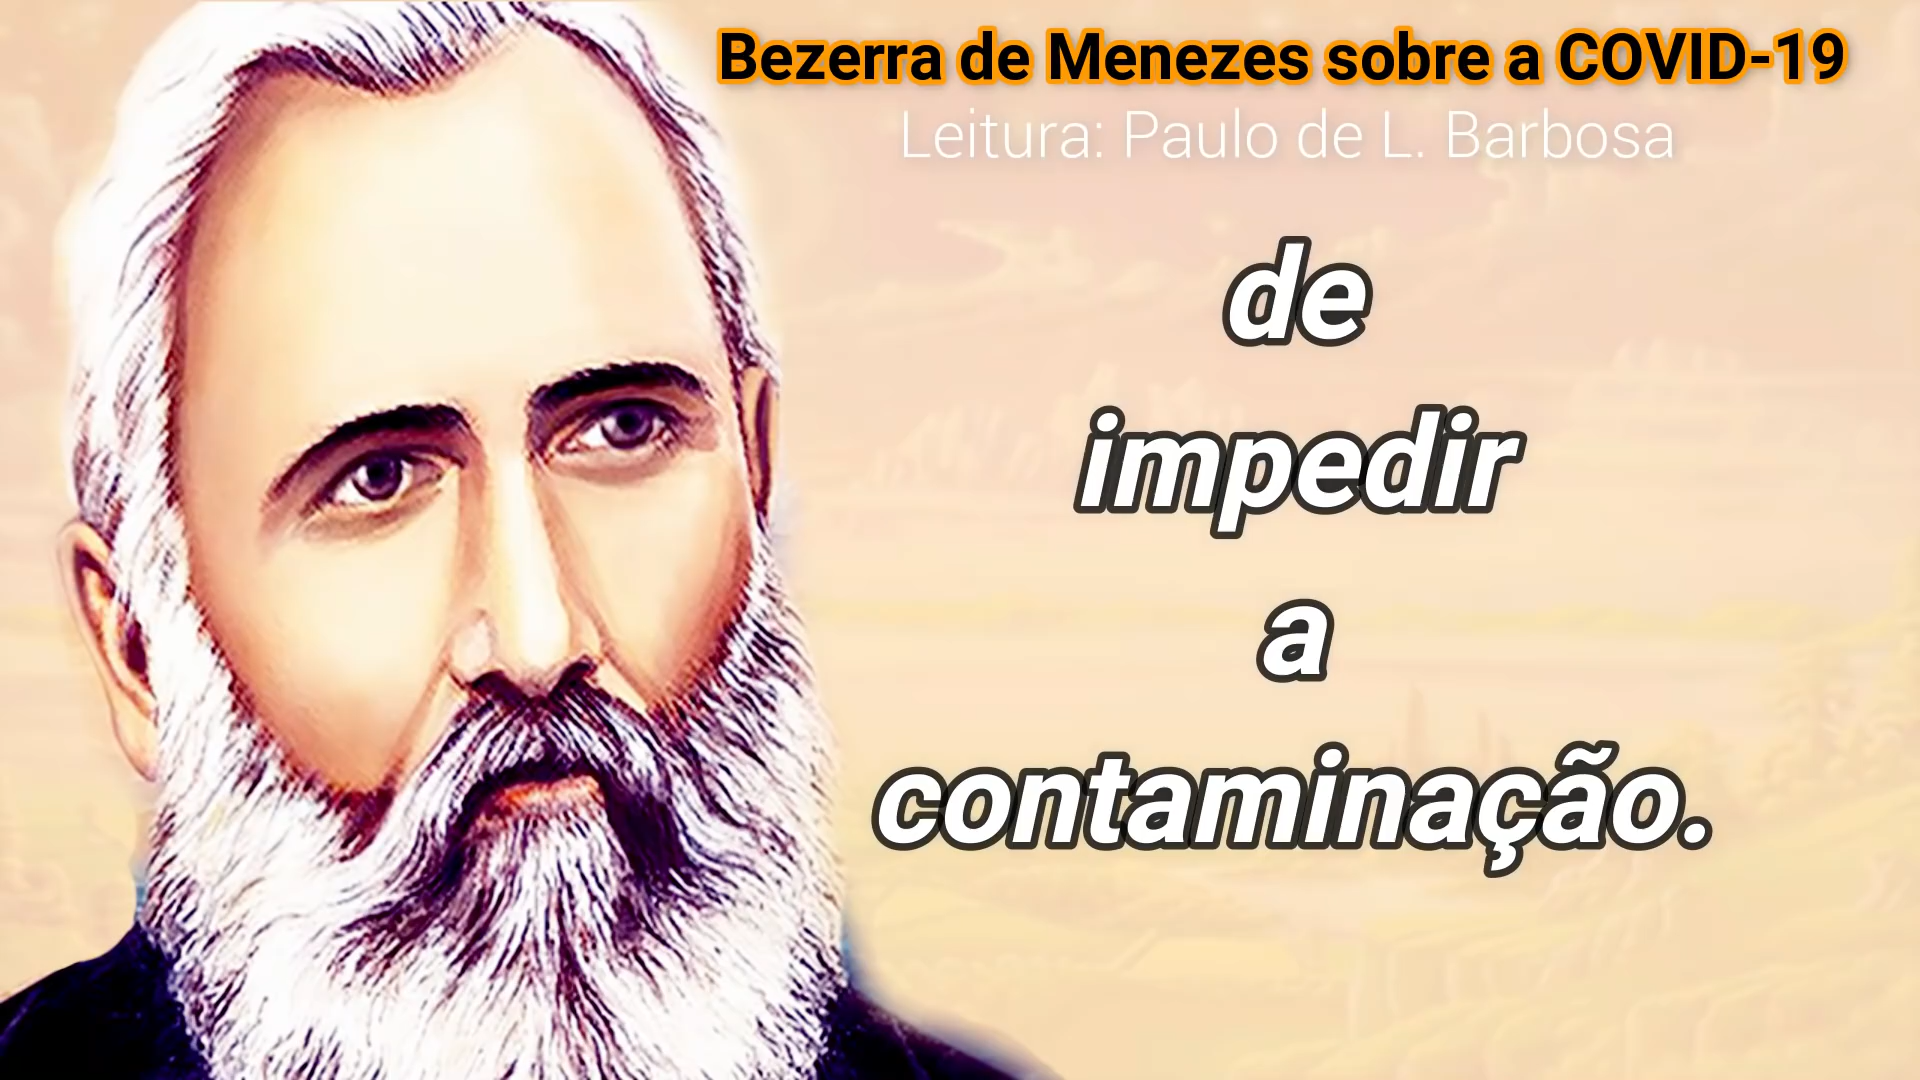 Bezerra de Menezes sobre a COVID-19
Leitura: Paulo de L. Barbosa
de
impedir
a
contaminação.